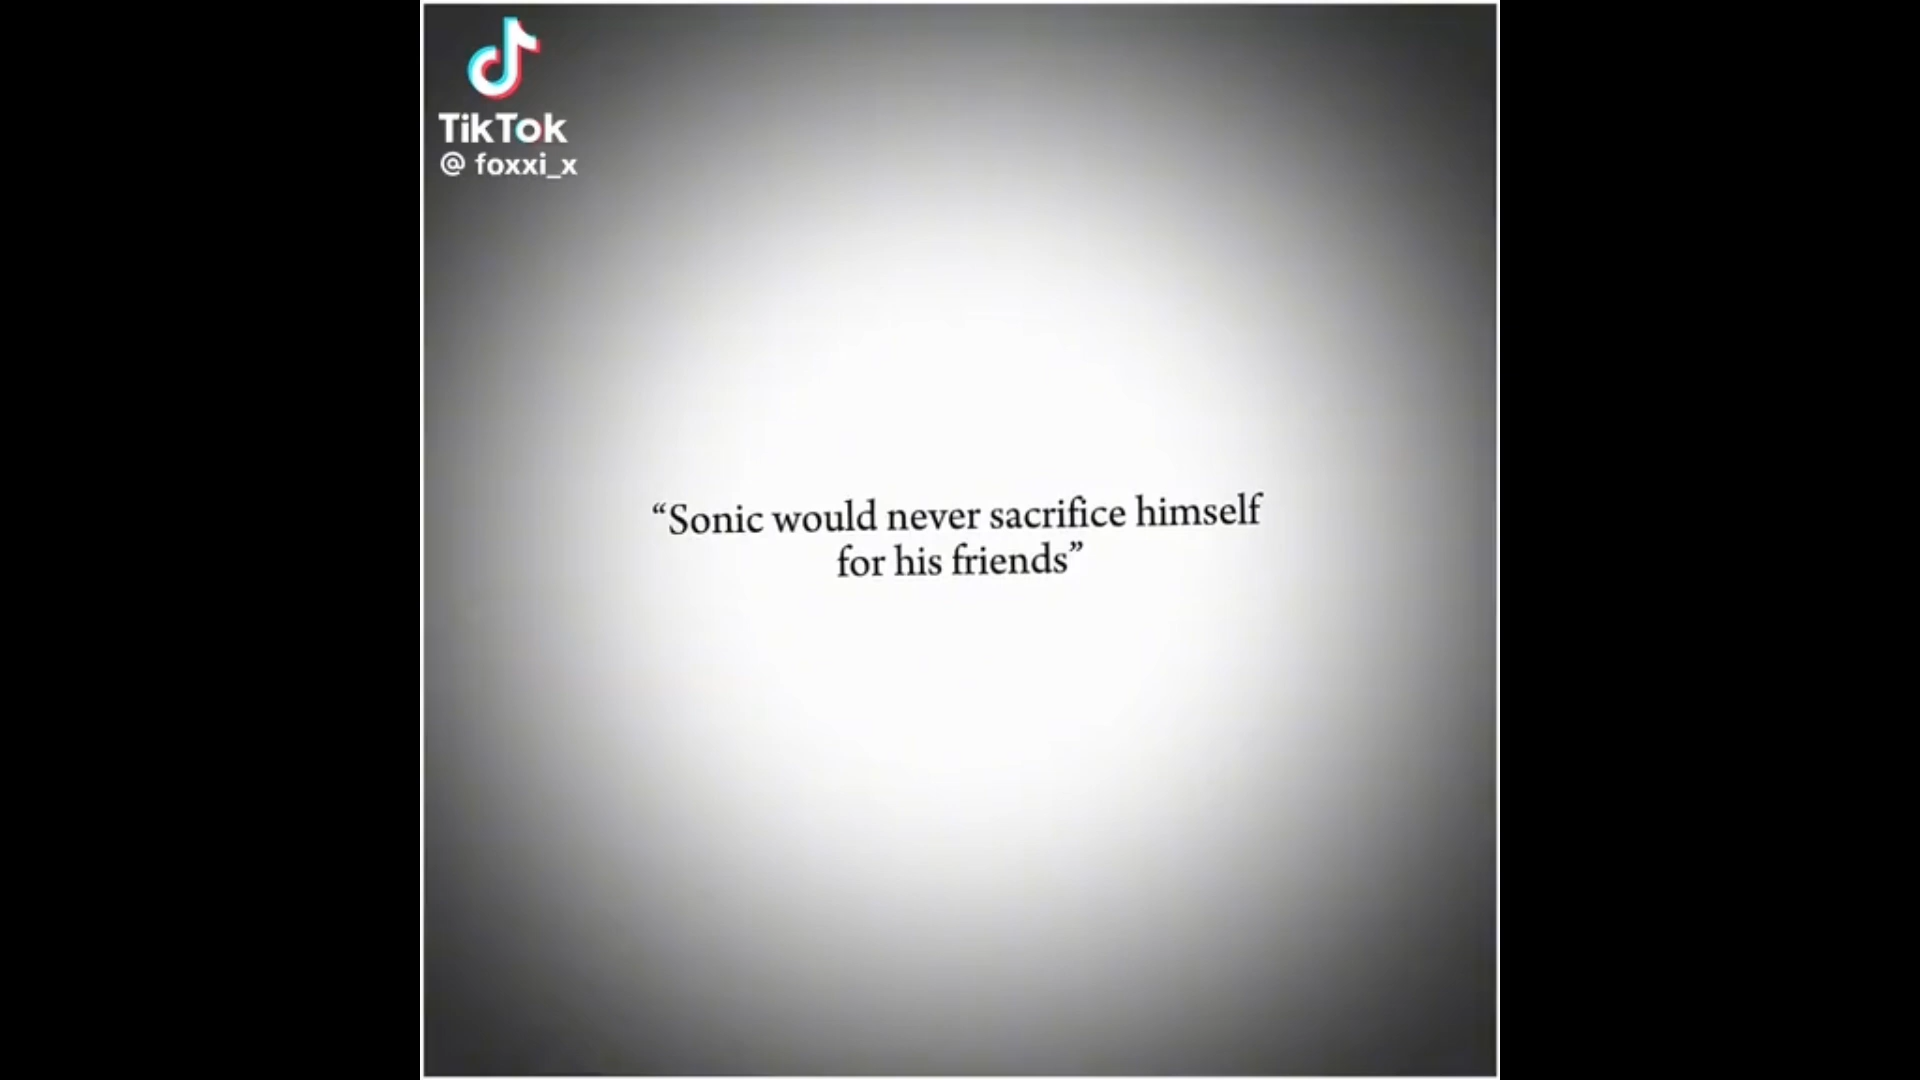 TikTok
@ foxxi_x
“Sonic would never sacrifice himself
for his friends”